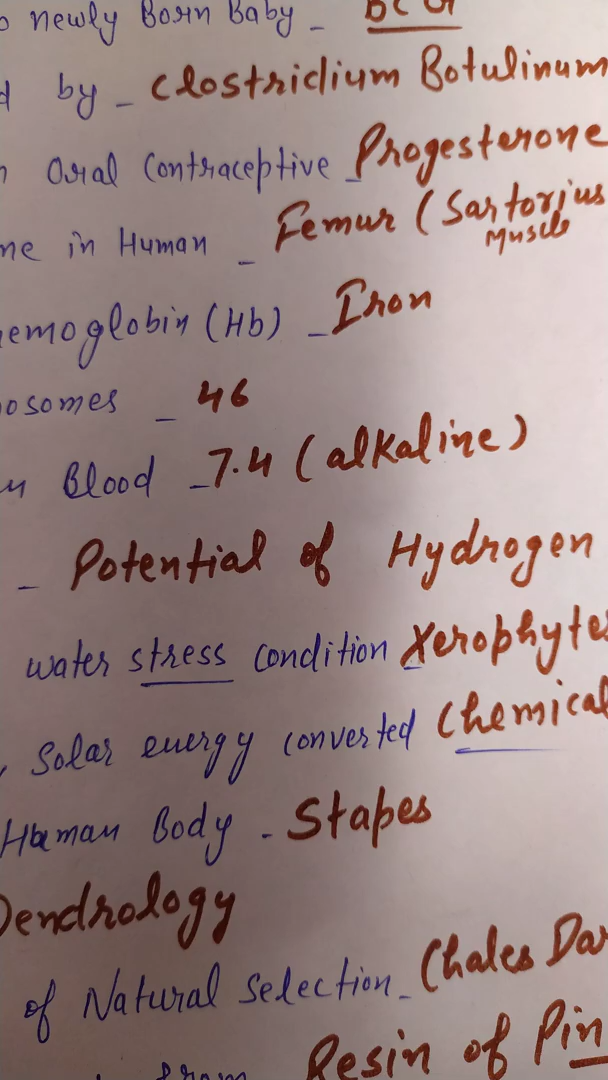 newly Born Baby - BCG
by - Clostridium Botulinum
Oral Contraceptive - Progesterone
in Human - Femur (Sartorius
Muscle
emoglobin (Hb) - Iron
osomes - 46
Blood - 7.4 (alkaline)
- Potential of Hydrogen
water stress condition - Xerophytes
, Solar energy converted Chemical
Human Body - Stapes
Dendrology
of Natural Selection - Chales Dar
from Resin of Pin